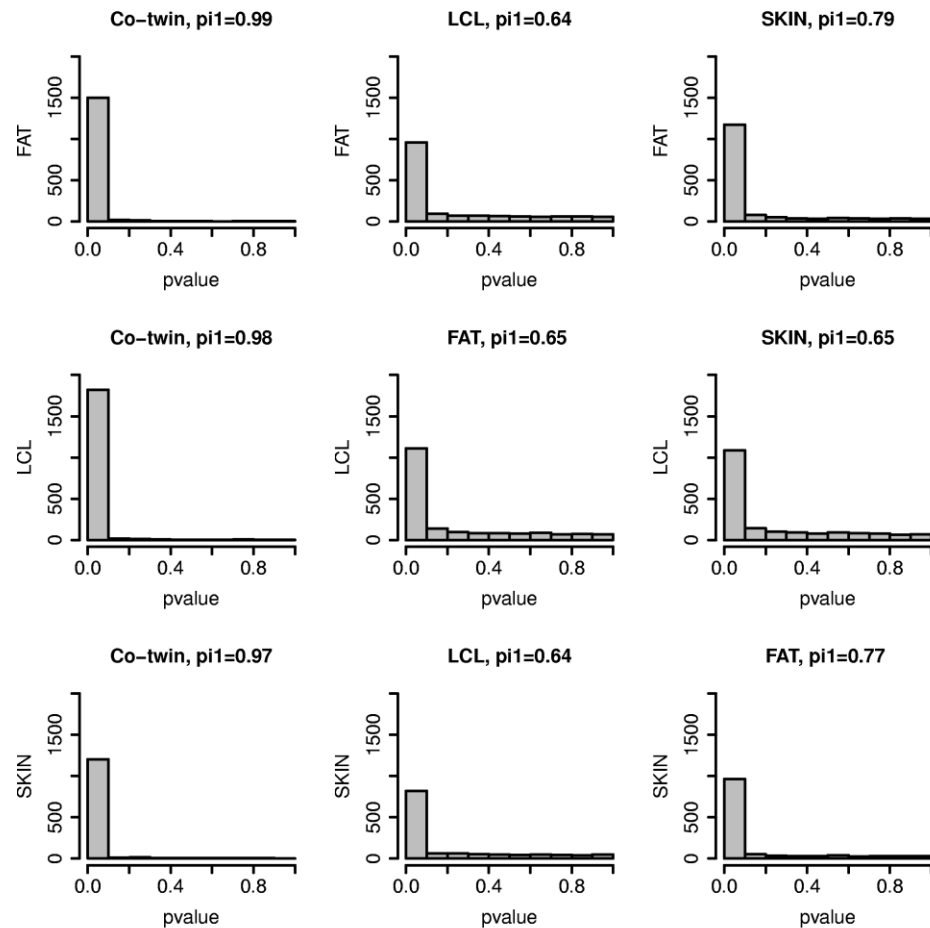 Co-twin, pi1=0.99
LCL, pi1=0.64
SKIN, pi1=0.79
FAT
0 500 1500
0.0 0.4 0.8
pvalue
FAT
0 500 1500
0.0 0.4 0.8
pvalue
FAT
0 500 1500
0.0 0.4 0.8
pvalue
Co-twin, pi1=0.98
FAT, pi1=0.65
SKIN, pi1=0.65
LCL
0 500 1500
0.0 0.4 0.8
pvalue
LCL
0 500 1500
0.0 0.4 0.8
pvalue
LCL
0 500 1500
0.0 0.4 0.8
pvalue
Co-twin, pi1=0.97
LCL, pi1=0.64
FAT, pi1=0.77
SKIN
0 500 1500
0.0 0.4 0.8
pvalue
SKIN
0 500 1500
0.0 0.4 0.8
pvalue
SKIN
0 500 1500
0.0 0.4 0.8
pvalue